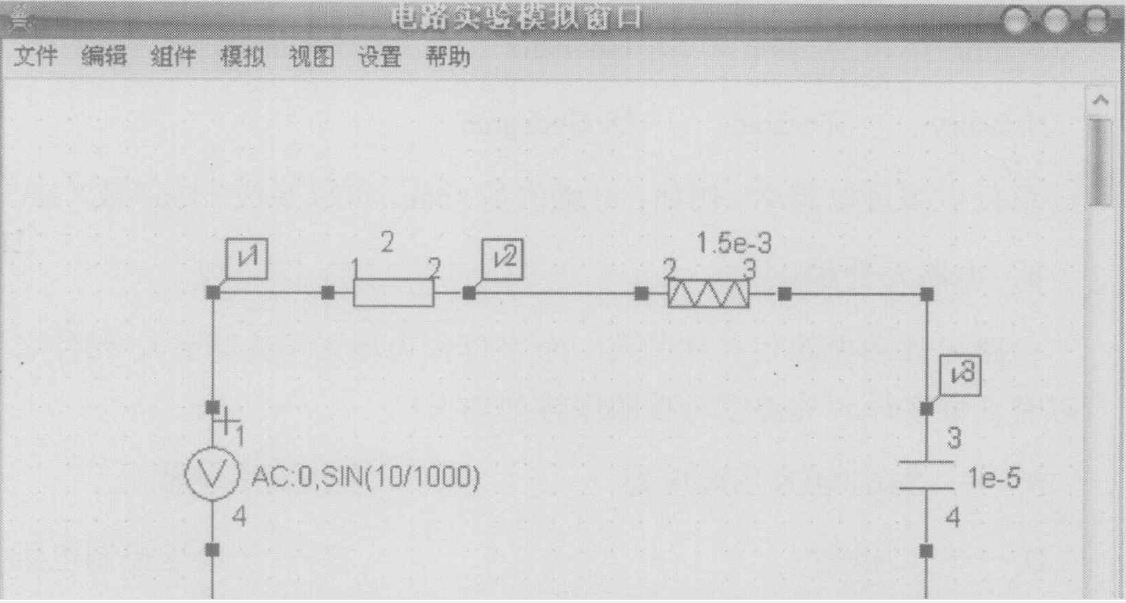 电路实验模拟窗口
文件 编辑 组件 模拟 视图 设置 帮助
v1
2
1 2
v2
1.5e-3
2 3
v3
1
AC:0,SIN(10/1000)
4
3
1e-5
4